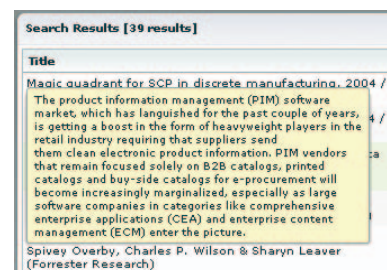 Search Results [39 results]
Title
Magic quadrant for SCP in discrete manufacturing, 2004 /
The product information management (PIM) software
market, which has languished for the past couple of years,
is getting a boost in the form of heavyweight players in the
retail industry requiring that suppliers send
them clean electronic product information. PIM vendors
that remain focused solely on B2B catalogs, printed
catalogs and buy-side catalogs for e-procurement will
become increasingly marginalized, especially as large
software companies in categories like comprehensive
enterprise applications (CEA) and enterprise content
management (ECM) enter the picture.
Spivey Overby, Charles P. Wilson & Sharyn Leaver
(Forrester Research)